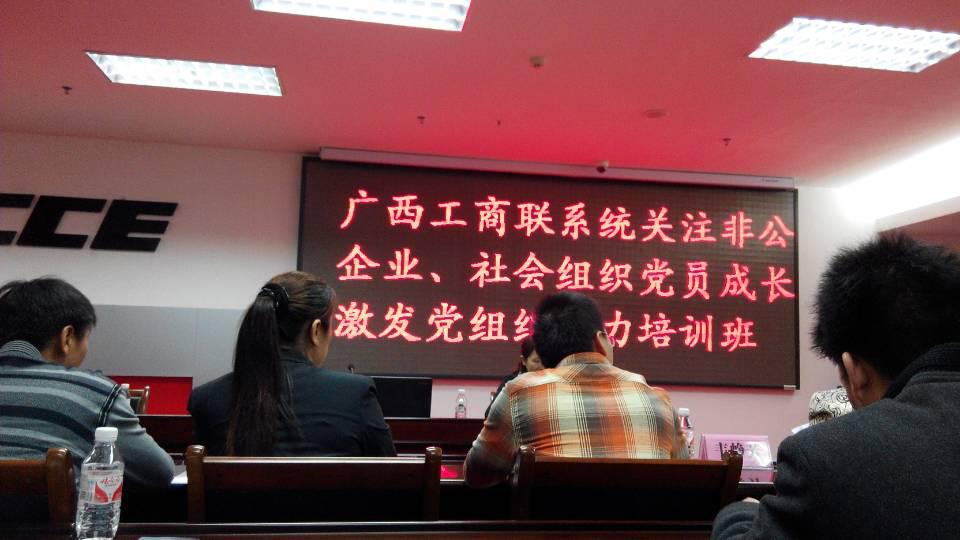 广西工商联系统关注非公
企业、社会组织党员成长
激发党组织 力培训班
CCE